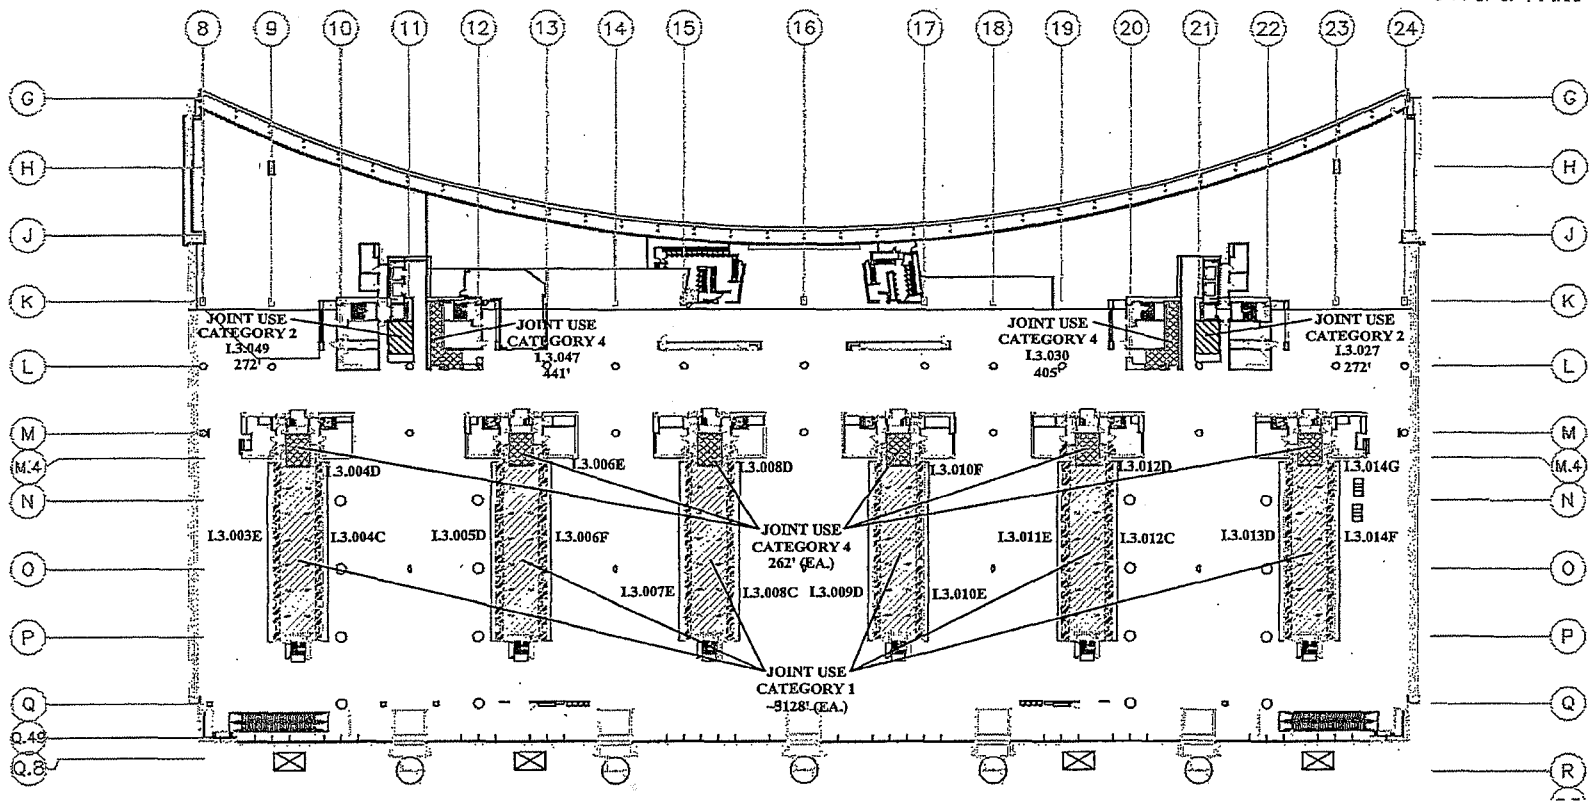 8 9 10 11 12 13 14 15 16 17 18 19 20 21 22 23 24
G G
H H
J J
K K
JOINT USE
CATEGORY 2
I.3.049
272'
JOINT USE
CATEGORY 4
I.3.047
441'
JOINT USE
CATEGORY 4
I.3.030
405'
JOINT USE
CATEGORY 2
I.3.027
272'
L L
M M
M.4 M.4
I.3.004D I.3.006E I.3.008D I.3.010F I.3.012D I.3.014G
N N
I.3.003E I.3.004C I.3.005D I.3.006F I.3.011E I.3.012C I.3.013D I.3.014F
JOINT USE
CATEGORY 4
262' (EA.)
O O
I.3.007E I.3.008C I.3.009D I.3.010E
P P
JOINT USE
CATEGORY 1
~3128' (EA.)
Q Q
Q.49
Q.8 R